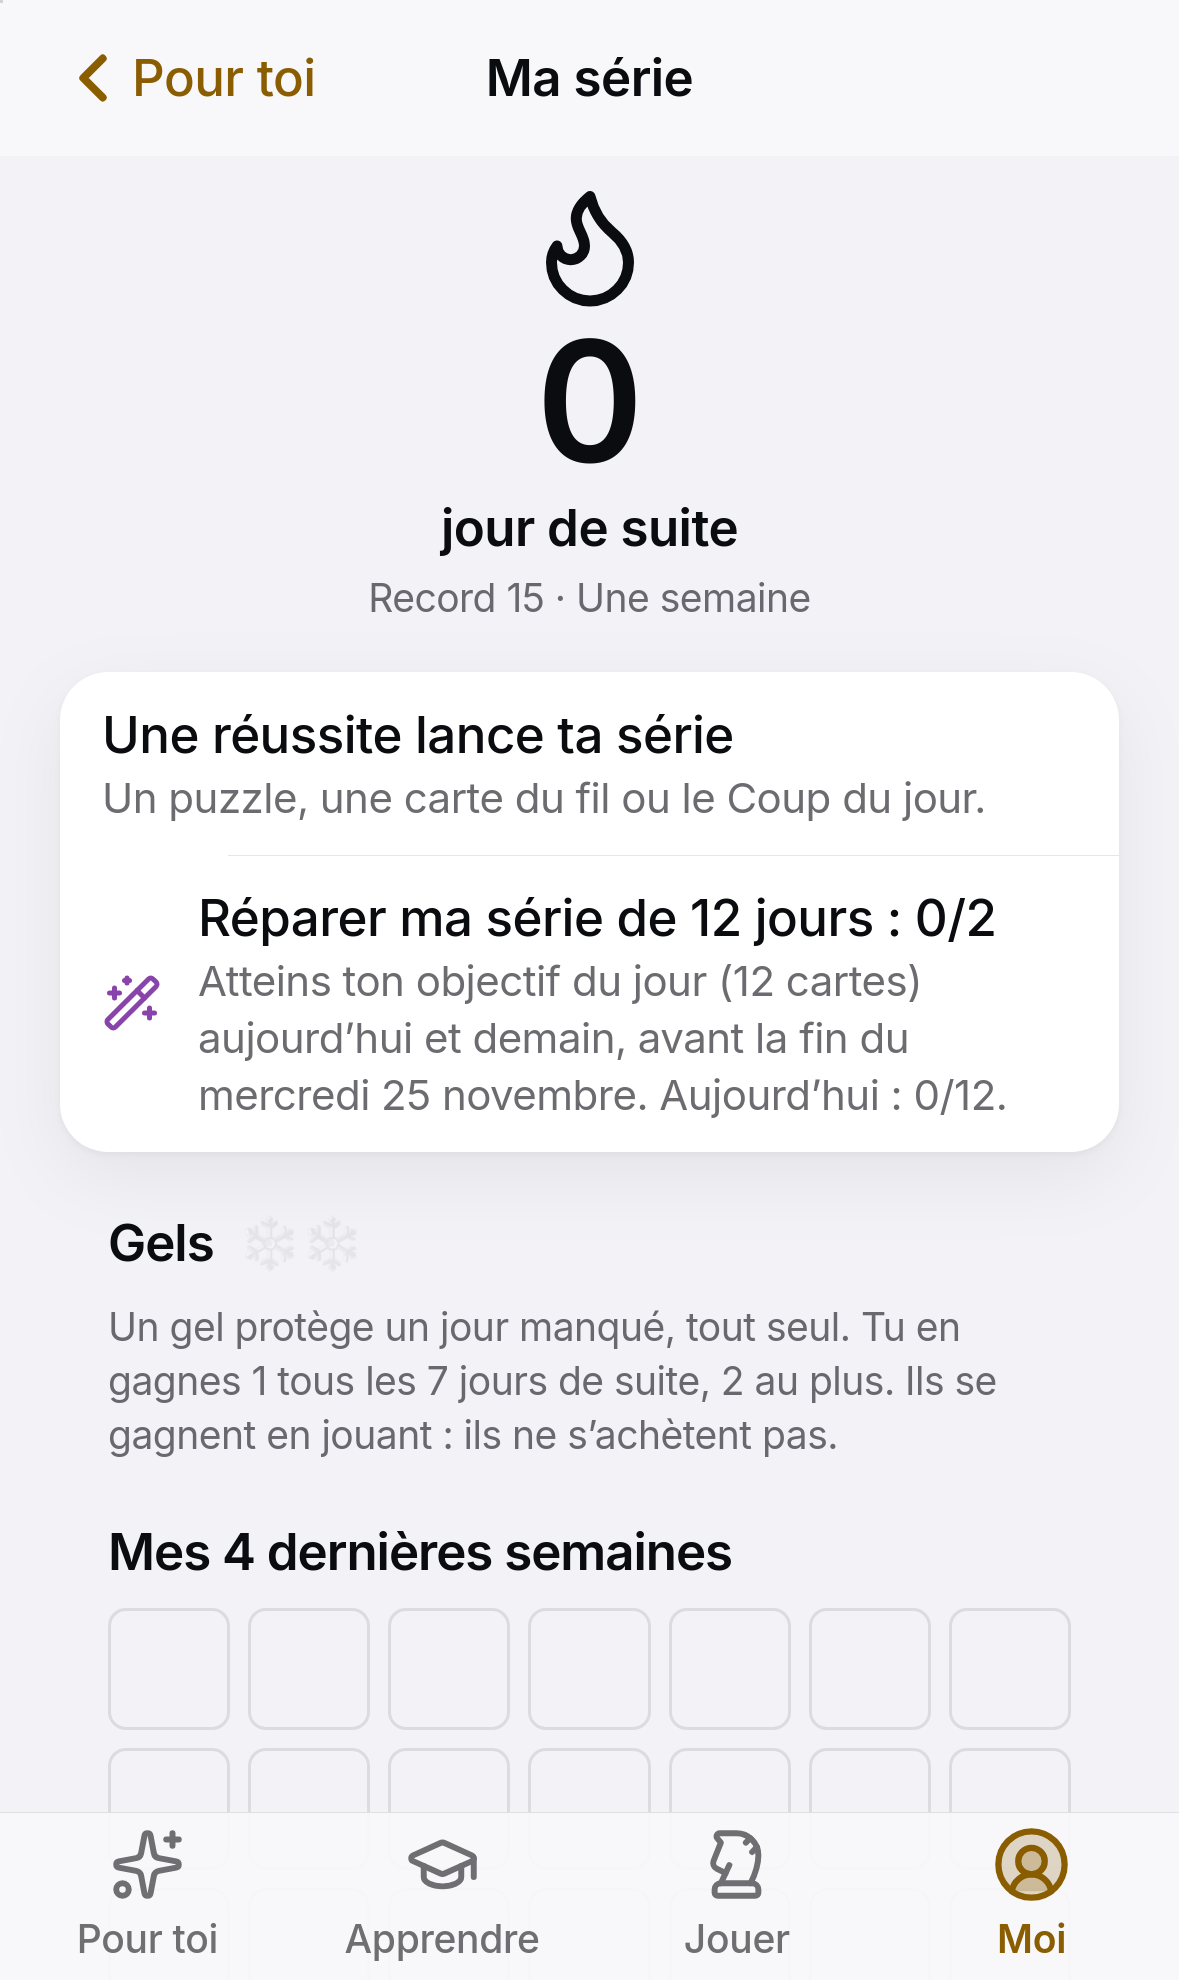 Pour toi
Ma série
0
jour de suite
Record 15 · Une semaine
Une réussite lance ta série
Un puzzle, une carte du fil ou le Coup du jour.
Réparer ma série de 12 jours : 0/2
Atteins ton objectif du jour (12 cartes)
aujourd’hui et demain, avant la fin du
mercredi 25 novembre. Aujourd’hui : 0/12.
Gels
Un gel protège un jour manqué, tout seul. Tu en
gagnes 1 tous les 7 jours de suite, 2 au plus. Ils se
gagnent en jouant : ils ne s’achètent pas.
Mes 4 dernières semaines
Pour toi
Apprendre
Jouer
Moi